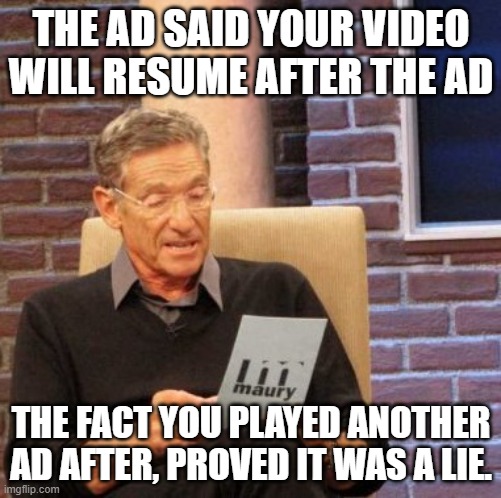 THE AD SAID YOUR VIDEO
WILL RESUME AFTER THE AD
maury
THE FACT YOU PLAYED ANOTHER
AD AFTER, PROVED IT WAS A LIE.
imgflip.com